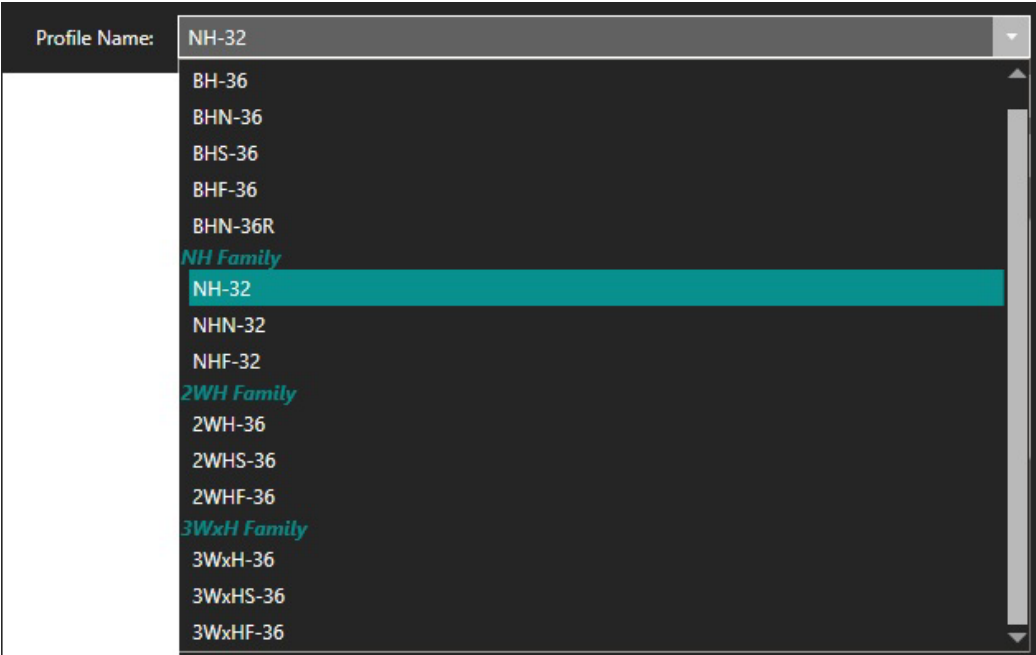 Profile Name: NH-32
BH-36
BHN-36
BHS-36
BHF-36
BHN-36R
NH Family
NH-32
NHN-32
NHF-32
2WH Family
2WH-36
2WHS-36
2WHF-36
3WxH Family
3WxH-36
3WxHS-36
3WxHF-36